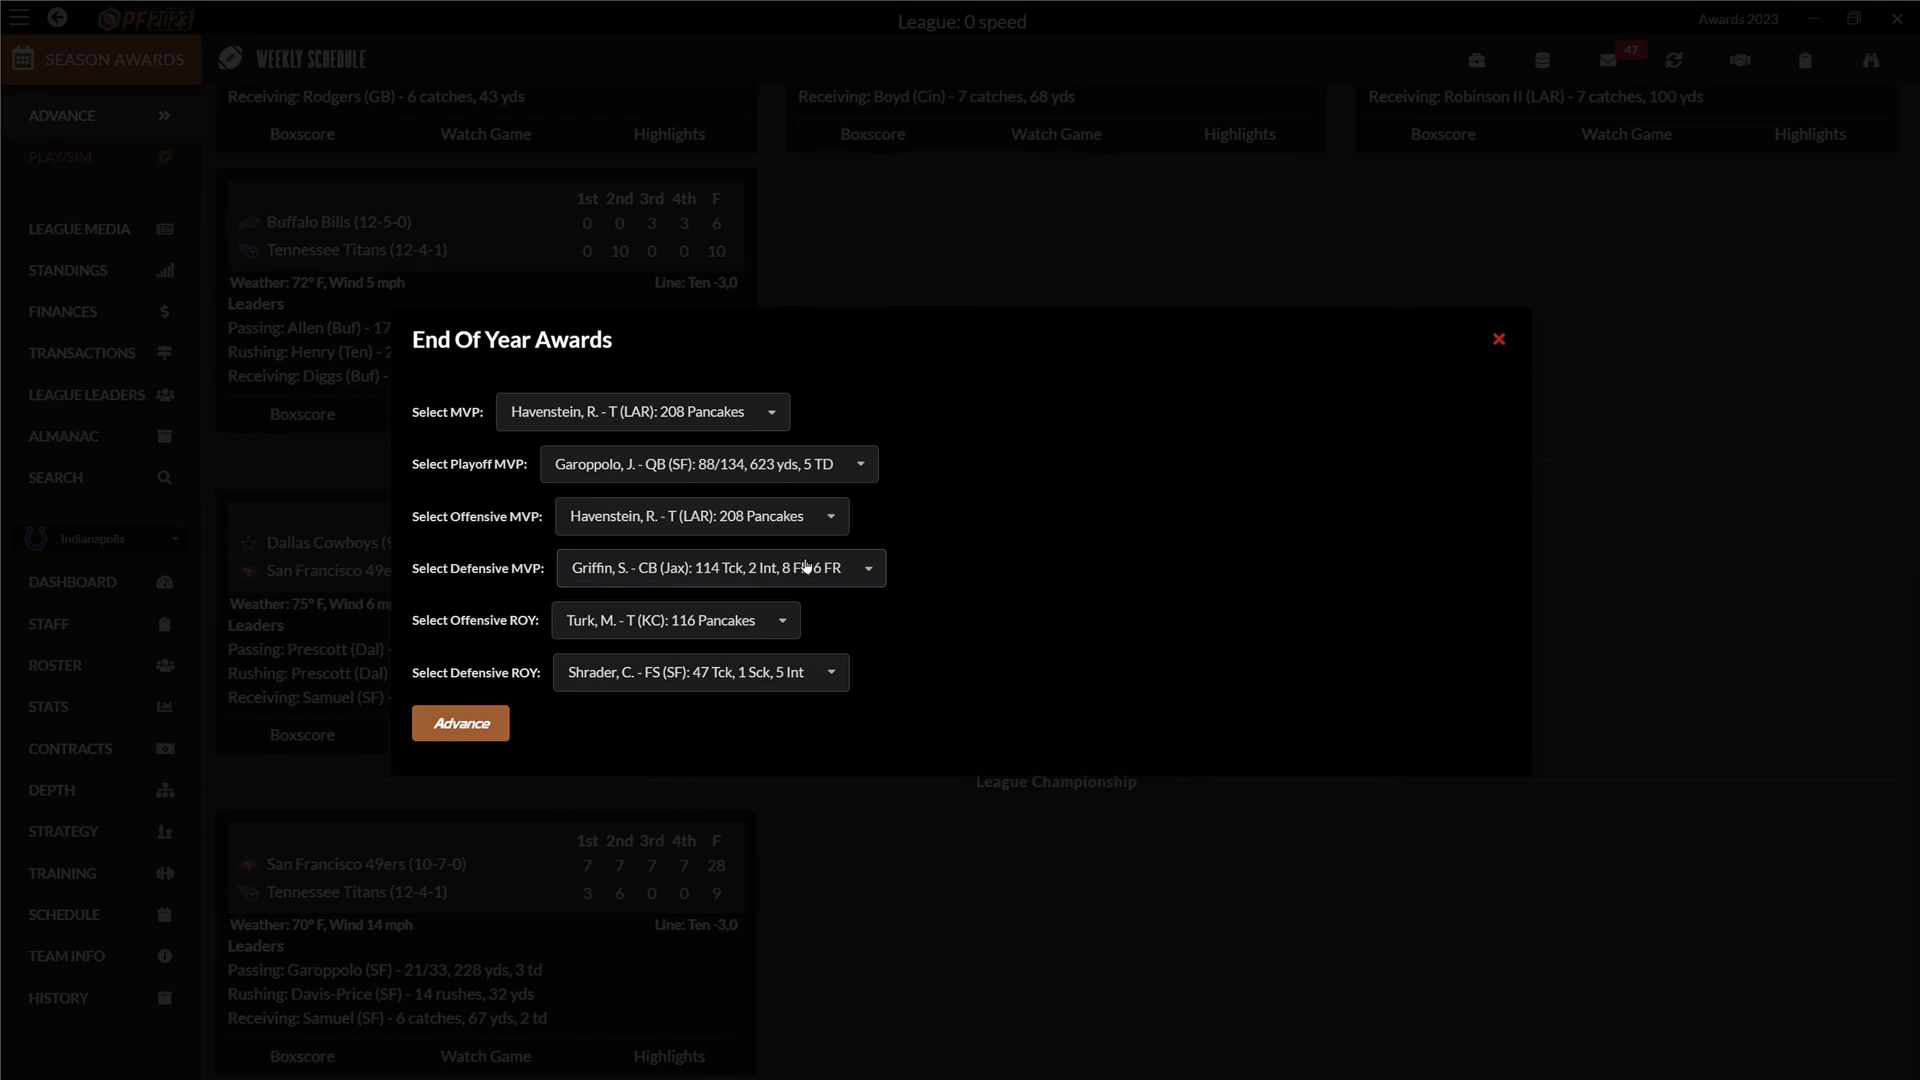 PF2023
League: 0 speed
Awards 2023
SEASON AWARDS
WEEKLY SCHEDULE
47
ADVANCE
PLAY/SIM
LEAGUE MEDIA
STANDINGS
FINANCES
TRANSACTIONS
LEAGUE LEADERS
ALMANAC
SEARCH
Indianapolis
DASHBOARD
STAFF
ROSTER
STATS
CONTRACTS
DEPTH
STRATEGY
TRAINING
SCHEDULE
TEAM INFO
HISTORY
Receiving: Rodgers (GB) - 6 catches, 43 yds
Boxscore Watch Game Highlights
Receiving: Boyd (Cin) - 7 catches, 68 yds
Boxscore Watch Game Highlights
Receiving: Robinson II (LAR) - 7 catches, 100 yds
Boxscore Watch Game Highlights
1st 2nd 3rd 4th F
Buffalo Bills (12-5-0) 0 0 3 3 6
Tennessee Titans (12-4-1) 0 10 0 0 10
Weather: 72° F, Wind 5 mph Line: Ten -3,0
Leaders
Passing: Allen (Buf) - 17
Rushing: Henry (Ten) - 2
Receiving: Diggs (Buf) -
Boxscore
End Of Year Awards
Select MVP: Havenstein, R. - T (LAR): 208 Pancakes
Select Playoff MVP: Garoppolo, J. - QB (SF): 88/134, 623 yds, 5 TD
Select Offensive MVP: Havenstein, R. - T (LAR): 208 Pancakes
Select Defensive MVP: Griffin, S. - CB (Jax): 114 Tck, 2 Int, 8 F 6 FR
Select Offensive ROY: Turk, M. - T (KC): 116 Pancakes
Select Defensive ROY: Shrader, C. - FS (SF): 47 Tck, 1 Sck, 5 Int
Advance
Dallas Cowboys (9
San Francisco 49e
Weather: 75° F, Wind 6 m
Leaders
Passing: Prescott (Dal)
Rushing: Prescott (Dal)
Receiving: Samuel (SF) -
Boxscore
League Championship
1st 2nd 3rd 4th F
San Francisco 49ers (10-7-0) 7 7 7 7 28
Tennessee Titans (12-4-1) 3 6 0 0 9
Weather: 70° F, Wind 14 mph Line: Ten -3,0
Leaders
Passing: Garoppolo (SF) - 21/33, 228 yds, 3 td
Rushing: Davis-Price (SF) - 14 rushes, 32 yds
Receiving: Samuel (SF) - 6 catches, 67 yds, 2 td
Boxscore Watch Game Highlights